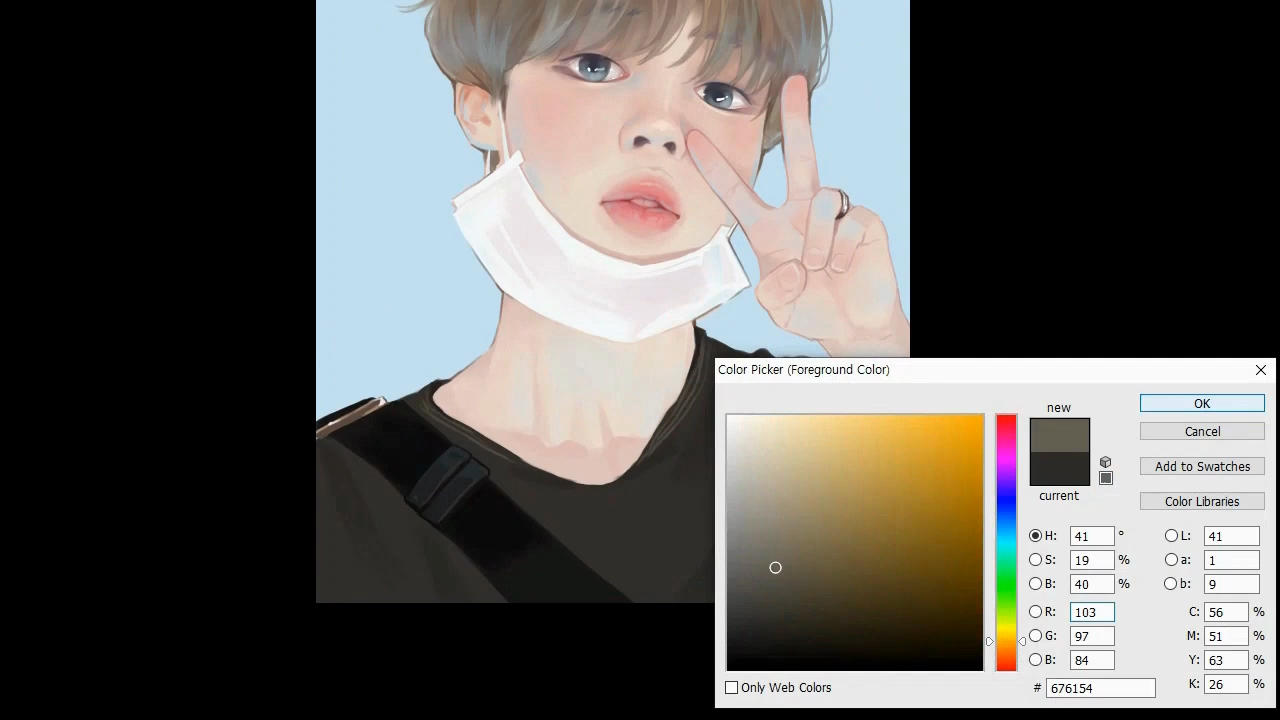 Color Picker (Foreground Color)
new
current
OK
Cancel
Add to Swatches
Color Libraries
H: 41 °
S: 19 %
B: 40 %
R: 103
G: 97
B: 84
L: 41
a: 1
b: 9
C: 56 %
M: 51 %
Y: 63 %
K: 26 %
# 676154
Only Web Colors